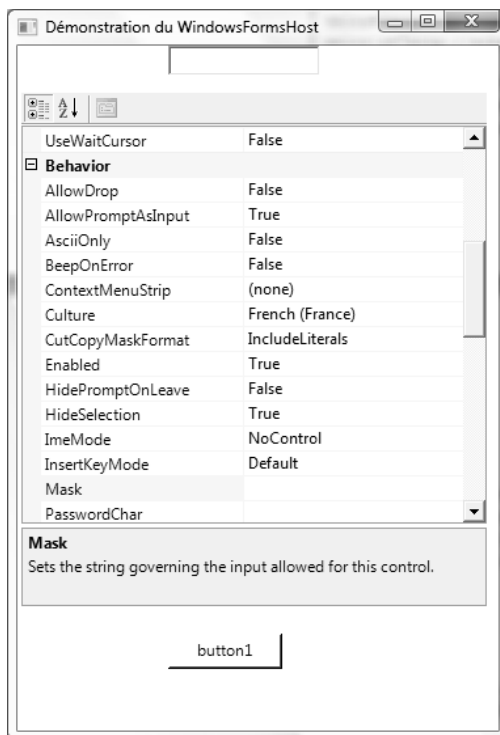 Démonstration du WindowsFormsHost
A Z
UseWaitCursor False
Behavior
AllowDrop False
AllowPromptAsInput True
AsciiOnly False
BeepOnError False
ContextMenuStrip (none)
Culture French (France)
CutCopyMaskFormat IncludeLiterals
Enabled True
HidePromptOnLeave False
HideSelection True
ImeMode NoControl
InsertKeyMode Default
Mask
PasswordChar
Mask
Sets the string governing the input allowed for this control.
button1